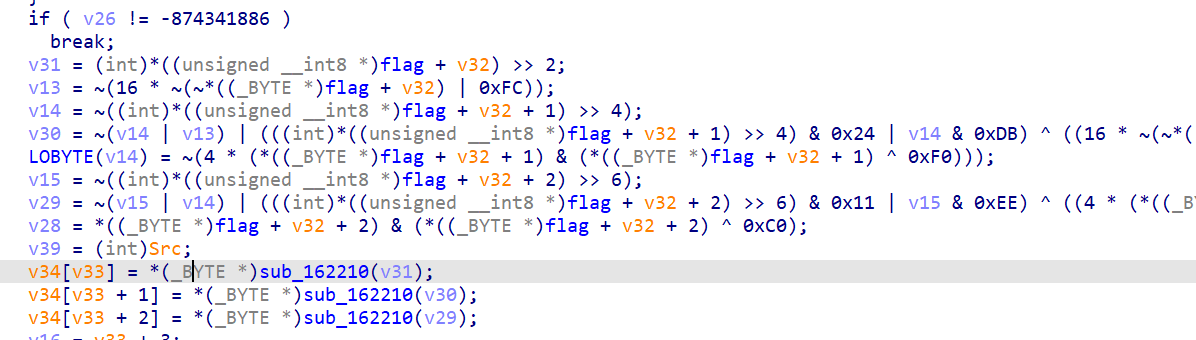 if ( v26 != -874341886 )
break;
v31 = (int)*((unsigned __int8 *)flag + v32) >> 2;
v13 = ~(16 * ~(~*((_BYTE *)flag + v32) | 0xFC));
v14 = ~((int)*((unsigned __int8 *)flag + v32 + 1) >> 4);
v30 = ~(v14 | v13) | (((int)*((unsigned __int8 *)flag + v32 + 1) >> 4) & 0x24 | v14 & 0xDB) ^ ((16 * ~(~*(
LOBYTE(v14) = ~(4 * (*((_BYTE *)flag + v32 + 1) & (*((_BYTE *)flag + v32 + 1) ^ 0xF0)));
v15 = ~((int)*((unsigned __int8 *)flag + v32 + 2) >> 6);
v29 = ~(v15 | v14) | (((int)*((unsigned __int8 *)flag + v32 + 2) >> 6) & 0x11 | v15 & 0xEE) ^ ((4 * (*((_B
v28 = *((_BYTE *)flag + v32 + 2) & (*((_BYTE *)flag + v32 + 2) ^ 0xC0);
v39 = (int)Src;
v34[v33] = *(_BYTE *)sub_162210(v31);
v34[v33 + 1] = *(_BYTE *)sub_162210(v30);
v34[v33 + 2] = *(_BYTE *)sub_162210(v29);
v16 = v33 + 3;